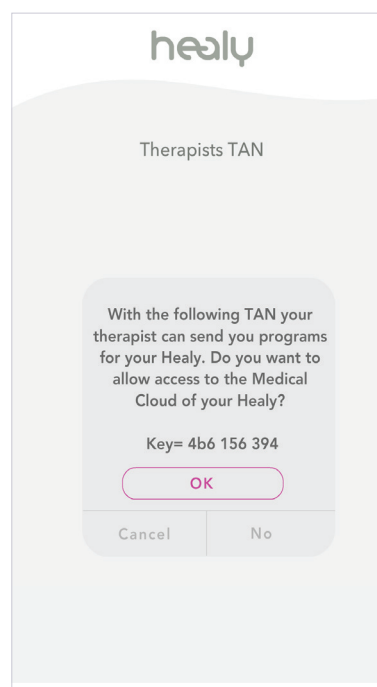 healy
Therapists TAN
With the following TAN your
therapist can send you programs
for your Healy. Do you want to
allow access to the Medical
Cloud of your Healy?
Key= 4b6 156 394
OK
Cancel
No